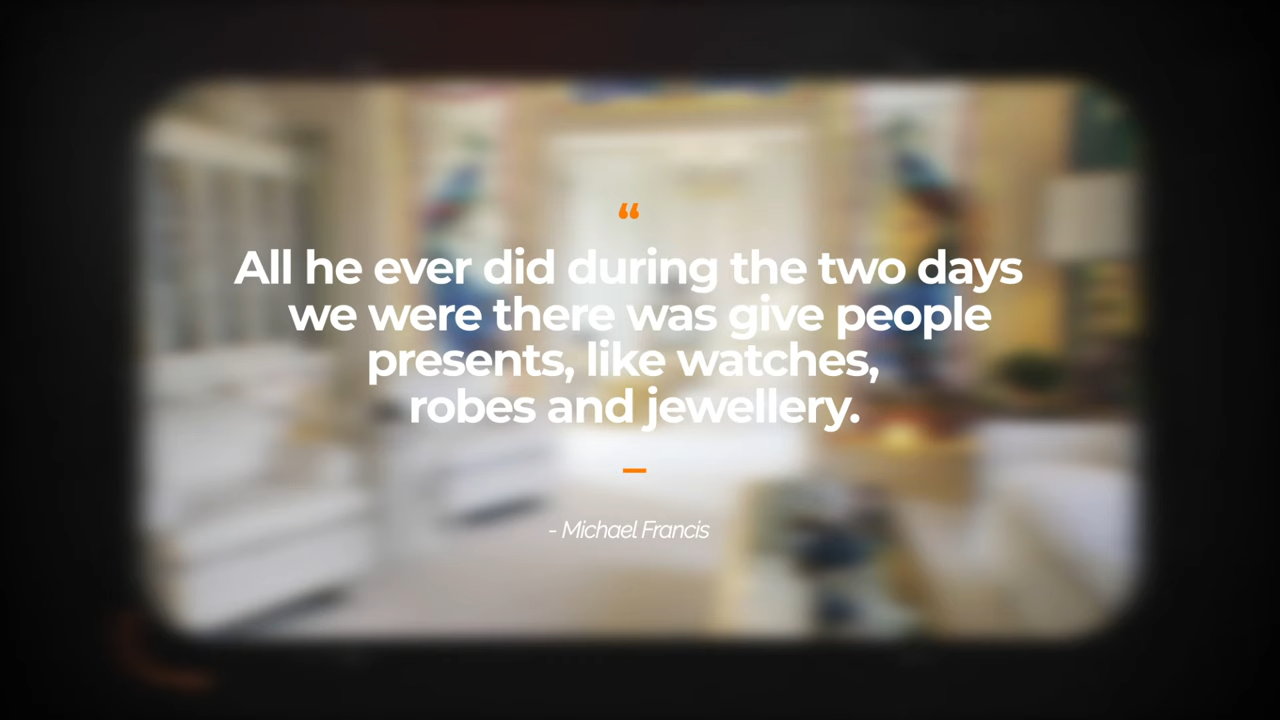 “
All he ever did during the two days
we were there was give people
presents, like watches,
robes and jewellery.
- Michael Francis